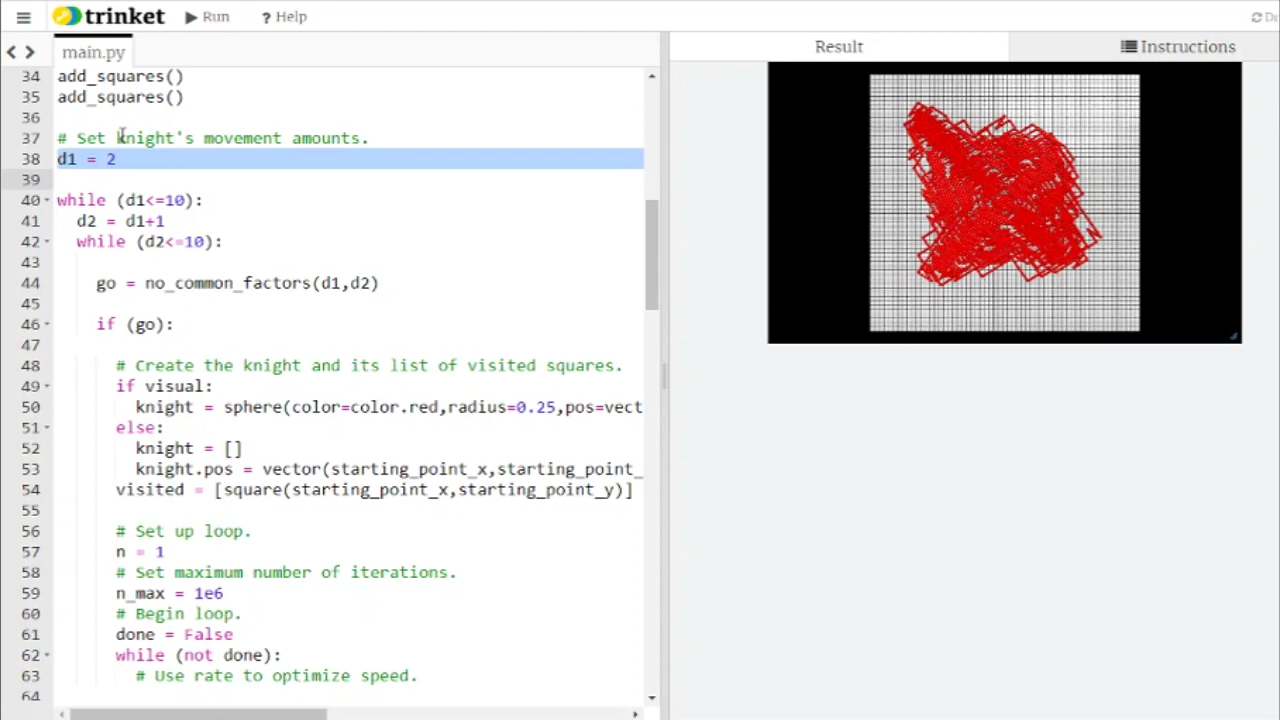 trinket
Run
? Help
Dr
main.py
Result
Instructions
34 add_squares()
35 add_squares()
36
37 # Set knight's movement amounts.
38 d1 = 2
39
40 while (d1<=10):
41 d2 = d1+1
42 while (d2<=10):
43
44 go = no_common_factors(d1,d2)
45
46 if (go):
47
48 # Create the knight and its list of visited squares.
49 if visual:
50 knight = sphere(color=color.red,radius=0.25,pos=vect
51 else:
52 knight = []
53 knight.pos = vector(starting_point_x,starting_point_
54 visited = [square(starting_point_x,starting_point_y)]
55
56 # Set up loop.
57 n = 1
58 # Set maximum number of iterations.
59 n_max = 1e6
60 # Begin loop.
61 done = False
62 while (not done):
63 # Use rate to optimize speed.
64